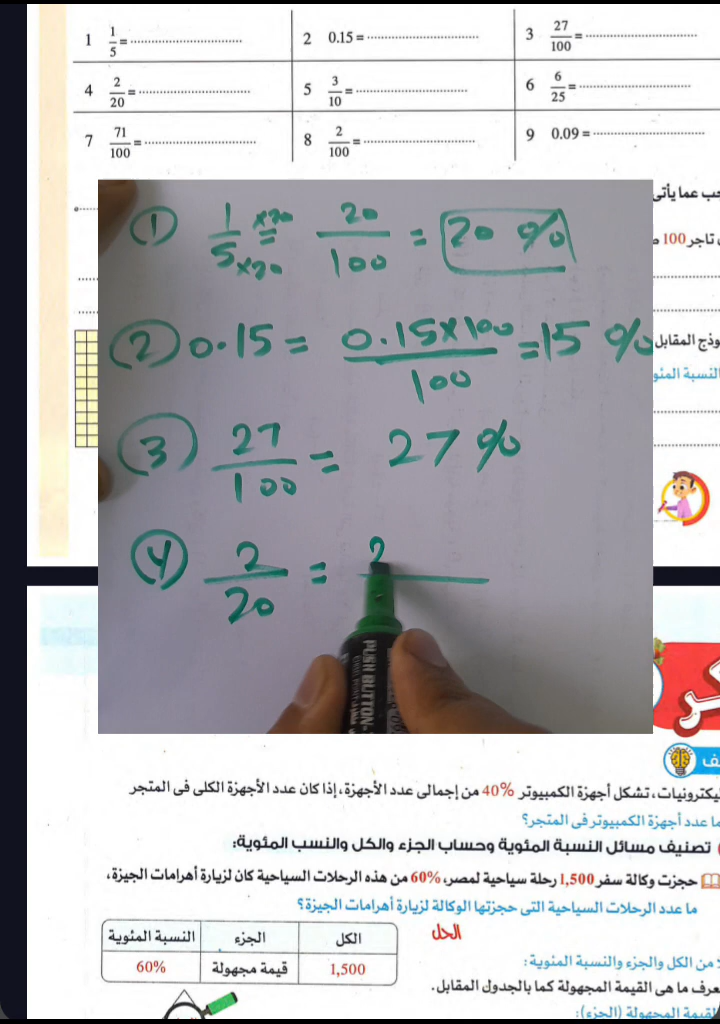 1 1/5 = ........ 2 0.15 = ........ 3 27/100 = ........
4 2/20 = ........ 5 3/10 = ........ 6 6/25 = ........
7 71/100 = ........ 8 2/100 = ........ 9 0.09 = ........
عما يأتى
تاجر 100
① 1/5 ×20/×20 = 20/100 = 20 %
② 0.15 = 0.15×100/100 = 15 %
المقابل
النسبة
③ 27/100 = 27 %
④ 2/20 = 2
PUSH BUTTON
تشكل أجهزة الكمبيوتر 40% من إجمالى عدد الأجهزة، إذا كان عدد الأجهزة الكلى فى المتجر
ما عدد أجهزة الكمبيوتر فى المتجر؟
تصنيف مسائل النسبة المئوية وحساب الجزء والكل والنسب المئوية:
حجزت وكالة سفر 1,500 رحلة سياحية لمصر، 60% من هذه الرحلات السياحية كان لزيارة أهرامات الجيزة،
ما عدد الرحلات السياحية التى حجزتها الوكالة لزيارة أهرامات الجيزة؟
الحل
الكل الجزء النسبة المئوية
1,500 قيمة مجهولة 60%
من الكل والجزء والنسبة المئوية:
ما هى القيمة المجهولة كما بالجدول المقابل.
القيمة المجهولة (الجزء):